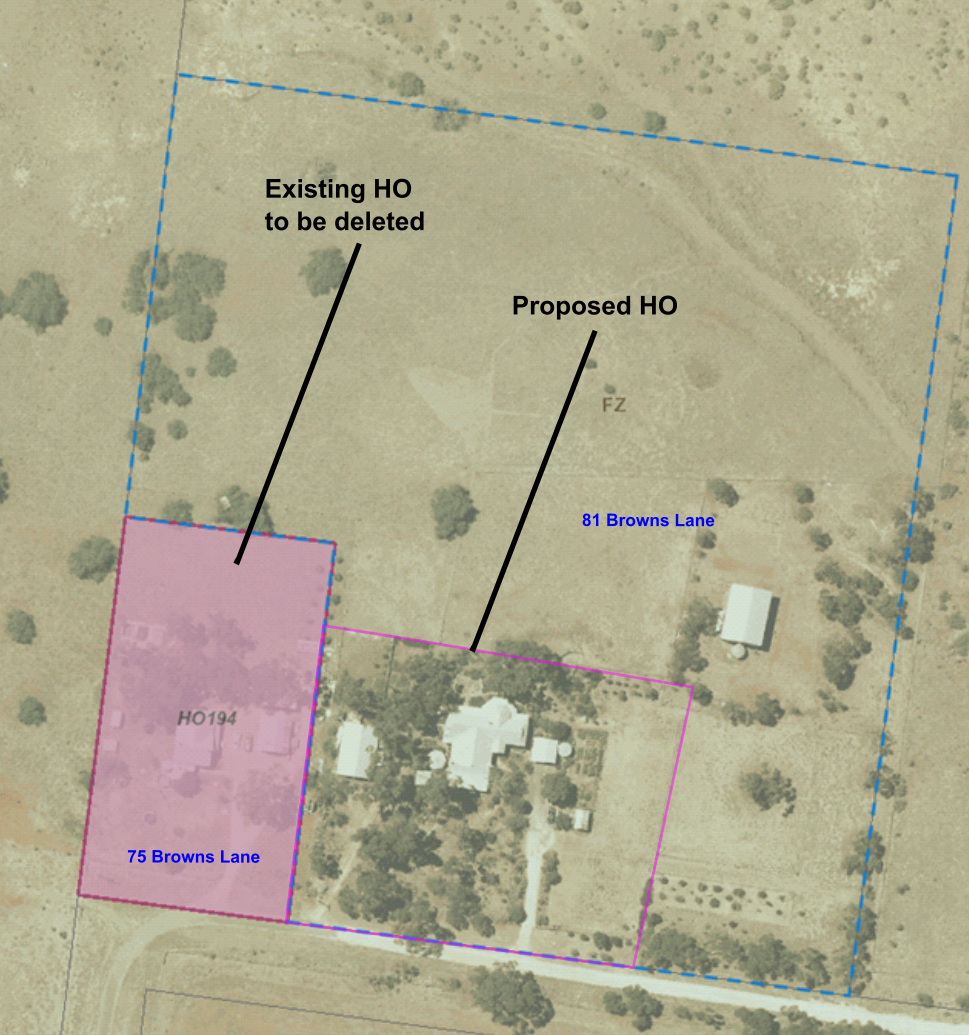 Existing HO
to be deleted
Proposed HO
FZ
81 Browns Lane
HO194
75 Browns Lane